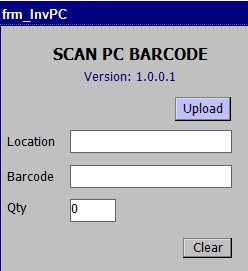 frm_InvPC
SCAN PC BARCODE
Version: 1.0.0.1
Upload
Location
Barcode
Qty 0
Clear